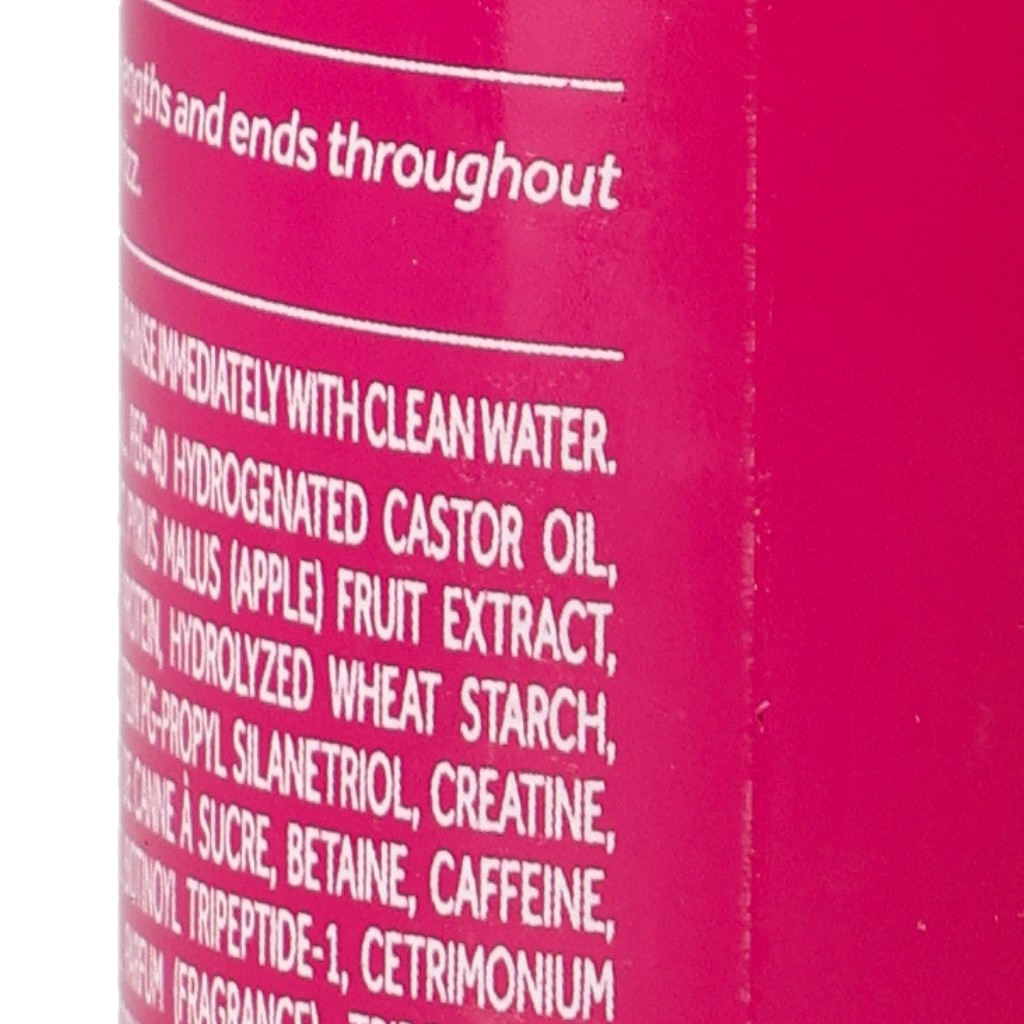 and ends throughout
IMMEDIATELY WITH CLEAN WATER.
PEG-40 HYDROGENATED CASTOR OIL,
MALUS (APPLE) FRUIT EXTRACT,
HYDROLYZED WHEAT STARCH,
PG-PROPYL SILANETRIOL, CREATINE,
CANNE À SUCRE, BETAINE, CAFFEINE,
TRIPEPTIDE-1, CETRIMONIUM
(FRAGRANCE),